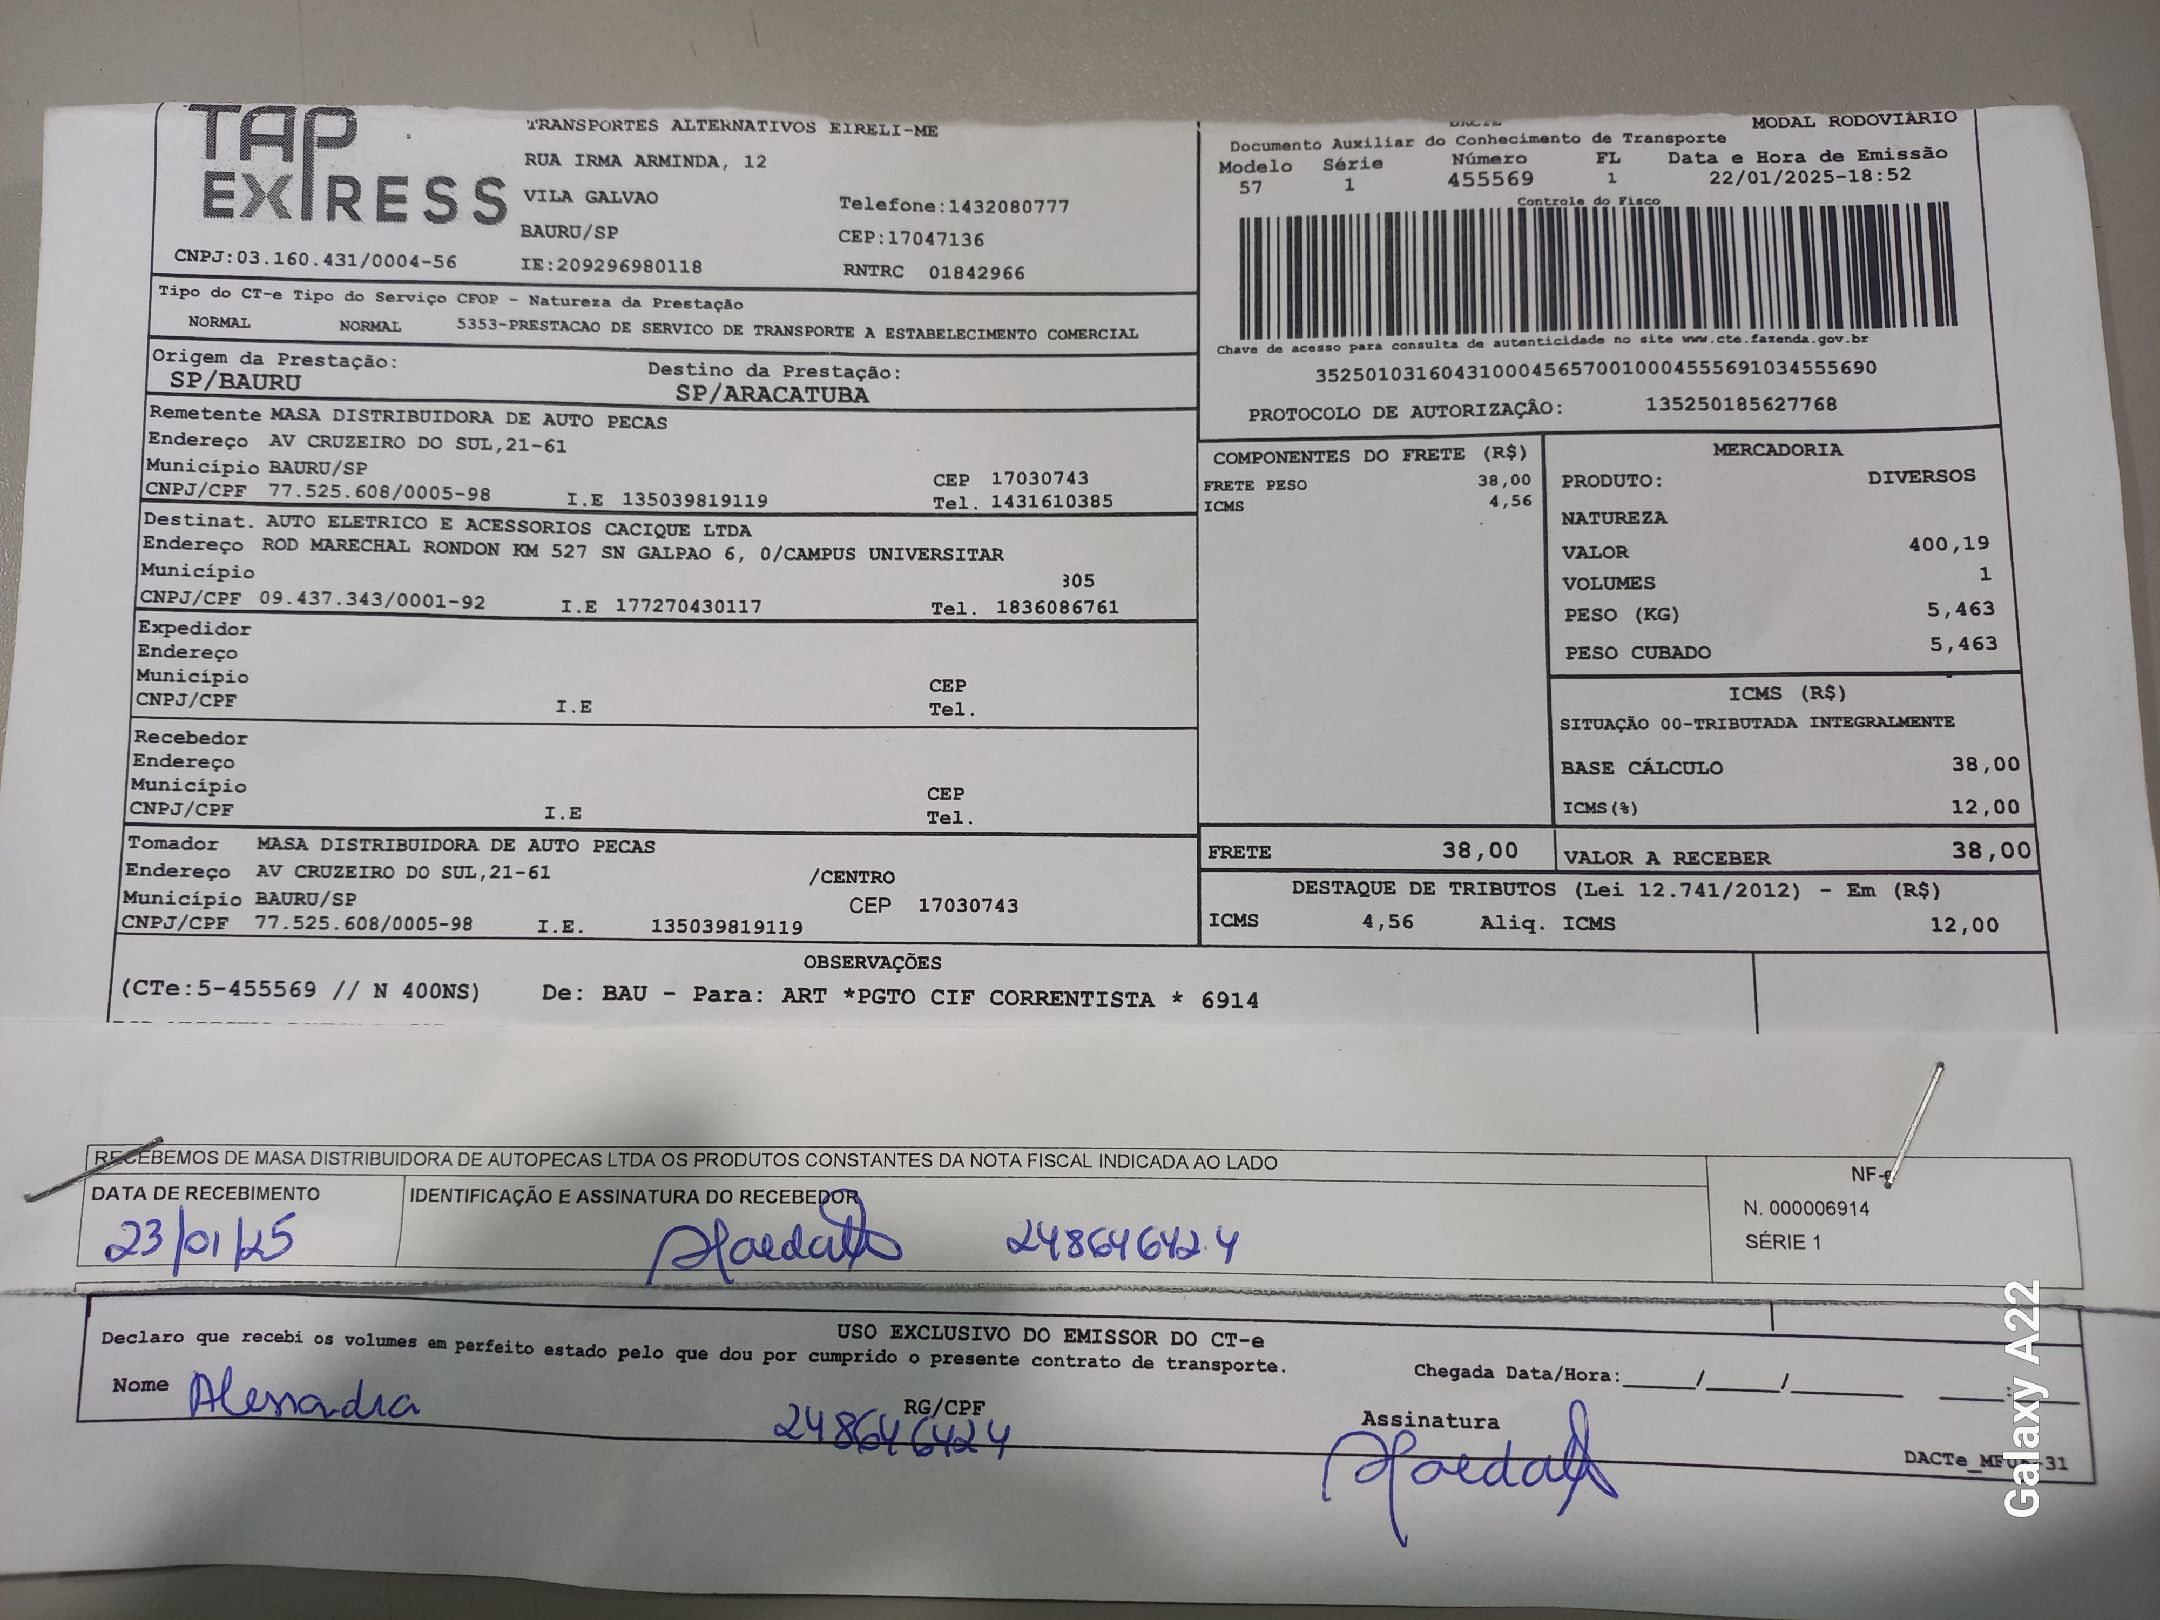 TAP EXPRESS
TRANSPORTES ALTERNATIVOS EIRELI-ME
RUA IRMA ARMINDA, 12
VILA GALVAO
Telefone:1432080777
BAURU/SP
CEP:17047136
CNPJ:03.160.431/0004-56
IE:209296980118
RNTRC 01842966
MODAL RODOVIÁRIO
Documento Auxiliar do Conhecimento de Transporte
Modelo Série Número FL Data e Hora de Emissão
57 1 455569 1 22/01/2025-18:52
Controle do Fisco
Chave de acesso para consulta de autenticidade no site www.cte.fazenda.gov.br
35250103160431000456570010004555691034555690
PROTOCOLO DE AUTORIZAÇÃO: 135250185627768
Tipo do CT-e Tipo do Serviço CFOP - Natureza da Prestação
NORMAL NORMAL 5353-PRESTACAO DE SERVICO DE TRANSPORTE A ESTABELECIMENTO COMERCIAL
Origem da Prestação: Destino da Prestação:
SP/BAURU SP/ARACATUBA
Remetente MASA DISTRIBUIDORA DE AUTO PECAS
Endereço AV CRUZEIRO DO SUL,21-61
Município BAURU/SP CEP 17030743
CNPJ/CPF 77.525.608/0005-98 I.E 135039819119 Tel. 1431610385
Destinat. AUTO ELETRICO E ACESSORIOS CACIQUE LTDA
Endereço ROD MARECHAL RONDON KM 527 SN GALPAO 6, 0/CAMPUS UNIVERSITAR
Município 305
CNPJ/CPF 09.437.343/0001-92 I.E 177270430117 Tel. 1836086761
Expedidor
Endereço
Município CEP
CNPJ/CPF I.E Tel.
Recebedor
Endereço
Município CEP
CNPJ/CPF I.E Tel.
Tomador MASA DISTRIBUIDORA DE AUTO PECAS
Endereço AV CRUZEIRO DO SUL,21-61 /CENTRO
Município BAURU/SP CEP 17030743
CNPJ/CPF 77.525.608/0005-98 I.E. 135039819119
COMPONENTES DO FRETE (R$)
FRETE PESO 38,00
ICMS 4,56
MERCADORIA
PRODUTO: DIVERSOS
NATUREZA
VALOR 400,19
VOLUMES 1
PESO (KG) 5,463
PESO CUBADO 5,463
ICMS (R$)
SITUAÇÃO 00-TRIBUTADA INTEGRALMENTE
BASE CÁLCULO 38,00
ICMS(%) 12,00
FRETE 38,00 VALOR A RECEBER 38,00
DESTAQUE DE TRIBUTOS (Lei 12.741/2012) - Em (R$)
ICMS 4,56 Aliq. ICMS 12,00
OBSERVAÇÕES
(CTe:5-455569 // N 400NS) De: BAU - Para: ART *PGTO CIF CORRENTISTA * 6914
RECEBEMOS DE MASA DISTRIBUIDORA DE AUTOPECAS LTDA OS PRODUTOS CONSTANTES DA NOTA FISCAL INDICADA AO LADO
NF-e
DATA DE RECEBIMENTO IDENTIFICAÇÃO E ASSINATURA DO RECEBEDOR
N. 000006914
23/01/25 24864642.4
SÉRIE 1
USO EXCLUSIVO DO EMISSOR DO CT-e
Declaro que recebi os volumes em perfeito estado pelo que dou por cumprido o presente contrato de transporte.
Chegada Data/Hora:____/____/____
Nome Alessandra RG/CPF Assinatura
248646424
DACTe_MF -31
Galaxy A22